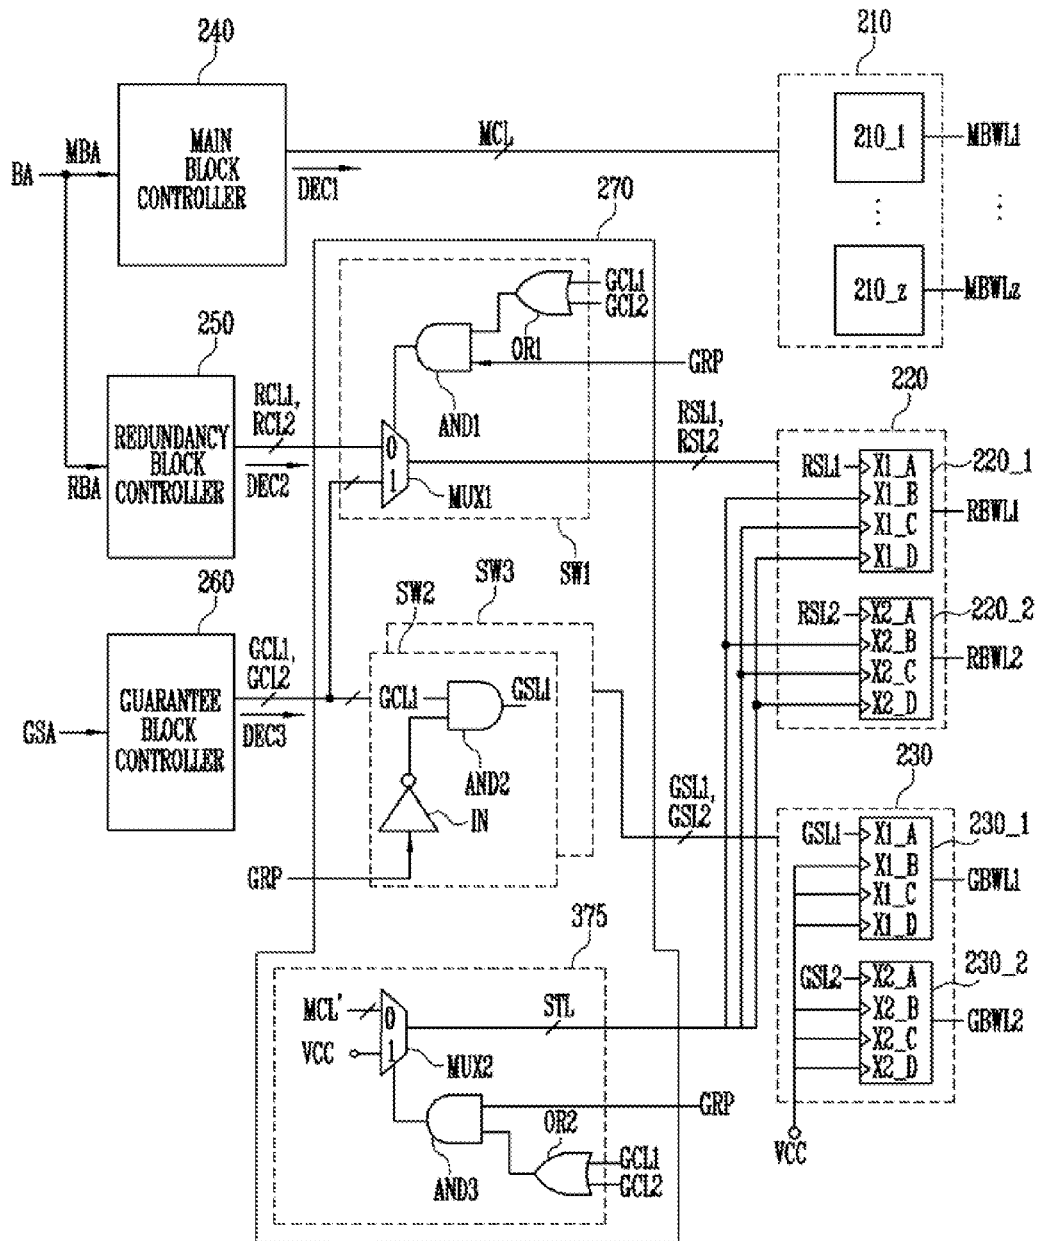 240
210
MAIN
BLOCK
CONTROLLER
MBA
BA
MCL
DEC1
210_1
MBWL1
210_z
MBWLz
270
GCL1
GCL2
OR1
GRP
AND1
250
REDUNDANCY
BLOCK
CONTROLLER
RBA
RCL1,
RCL2
DEC2
0
1
MUX1
SW1
RSL1,
RSL2
220
RSL1
X1_A
X1_B
X1_C
X1_D
220_1
RBWL1
RSL2
X2_A
X2_B
X2_C
X2_D
220_2
RBWL2
260
GUARANTEE
BLOCK
CONTROLLER
GSA
GCL1,
GCL2
DEC3
SW3
SW2
GCL1
GSL1
AND2
IN
GRP
GSL1,
GSL2
230
GSL1
X1_A
X1_B
X1_C
X1_D
230_1
GBWL1
GSL2
X2_A
X2_B
X2_C
X2_D
230_2
GBWL2
VCC
375
MCL'
VCC
0
1
MUX2
STL
GRP
OR2
AND3
GCL1
GCL2